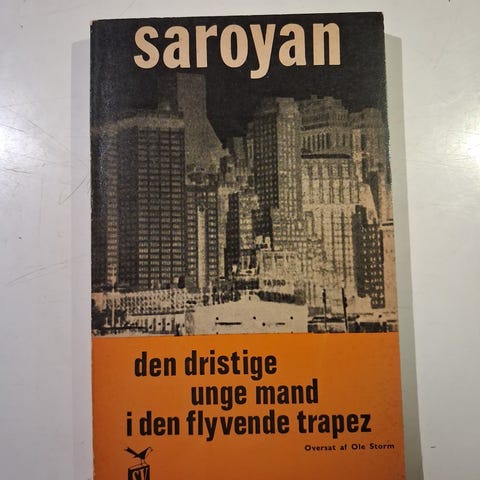 saroyan
den dristige
unge mand
i den flyvende trapez
Oversat af Ole Storm
SV